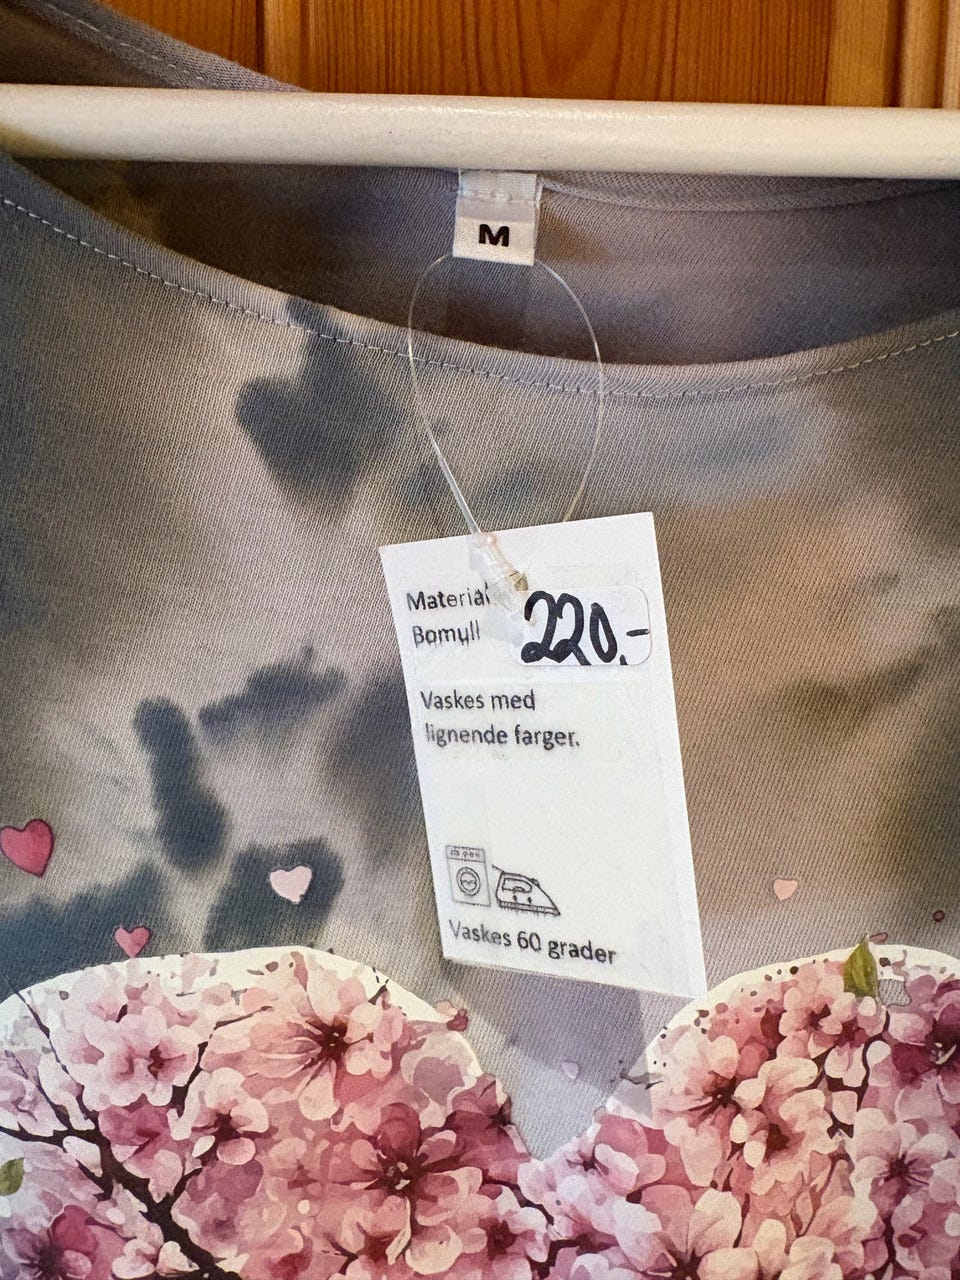 M
Material
Bomull
220,-
Vaskes med
lignende farger.
Vaskes 60 grader